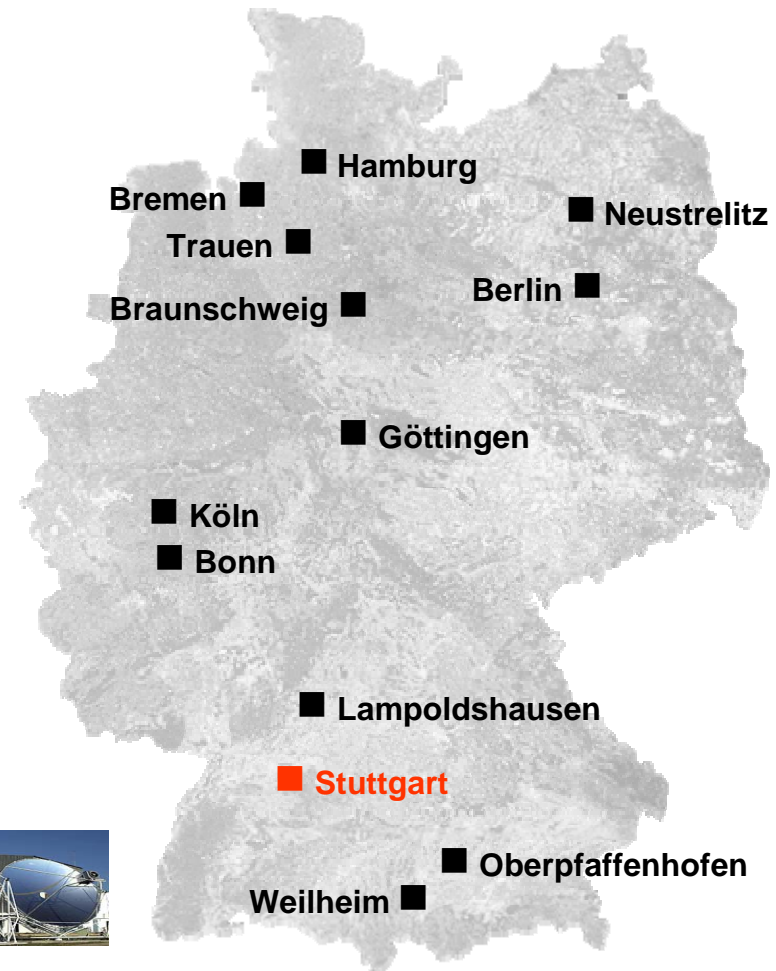 Hamburg
Bremen
Neustrelitz
Trauen
Berlin
Braunschweig
Göttingen
Köln
Bonn
Lampoldshausen
Stuttgart
Oberpfaffenhofen
Weilheim